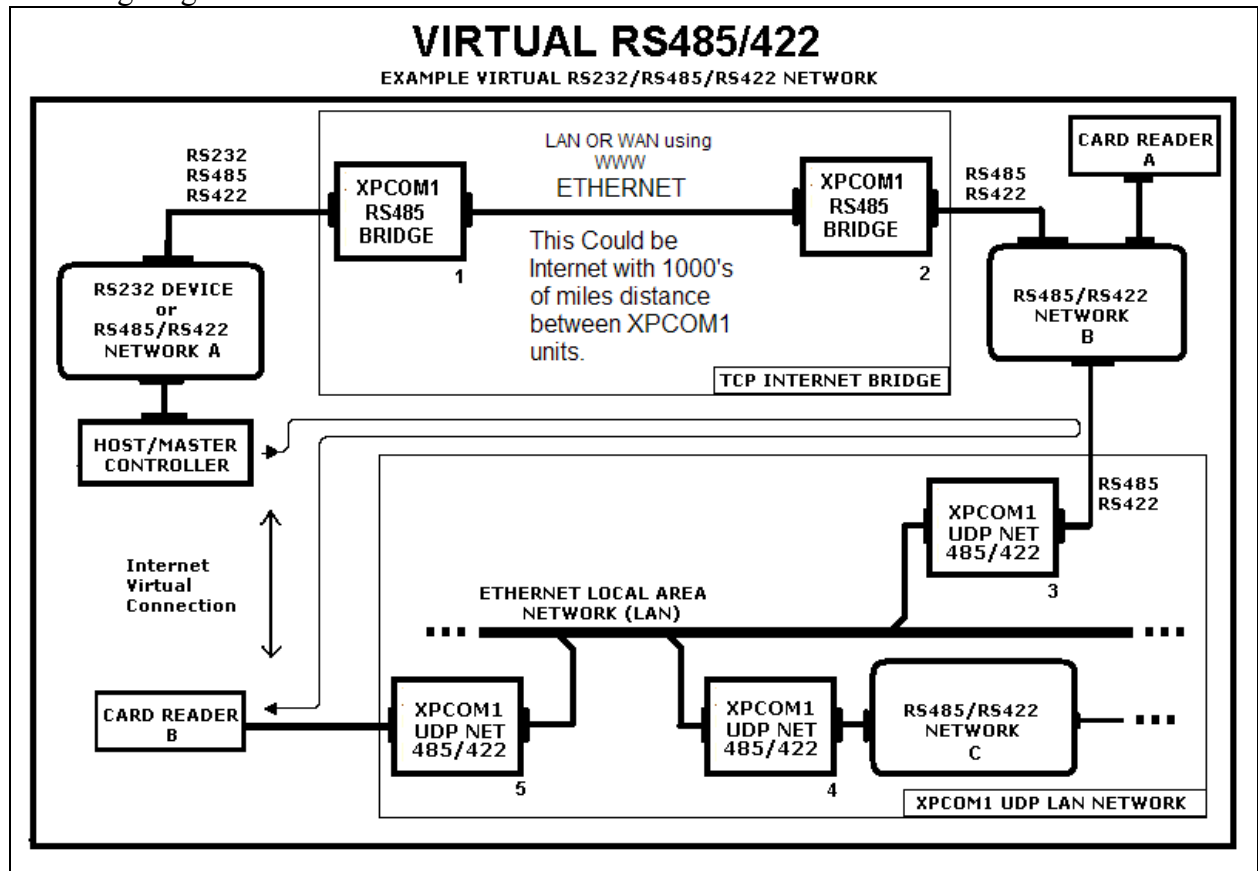 VIRTUAL RS485/422
EXAMPLE VIRTUAL RS232/RS485/RS422 NETWORK
RS232
RS485
RS422
XPCOM1
RS485
BRIDGE
1
LAN OR WAN using
WWW
ETHERNET
This Could be
Internet with 1000's
of miles distance
between XPCOM1
units.
XPCOM1
RS485
BRIDGE
2
RS485
RS422
CARD READER
A
RS232 DEVICE
or
RS485/RS422
NETWORK A
RS485/RS422
NETWORK
B
TCP INTERNET BRIDGE
HOST/MASTER
CONTROLLER
RS485
RS422
XPCOM1
UDP NET
485/422
3
Internet
Virtual
Connection
ETHERNET LOCAL AREA
NETWORK (LAN)
CARD READER
B
XPCOM1
UDP NET
485/422
5
XPCOM1
UDP NET
485/422
4
RS485/RS422
NETWORK
C
XPCOM1 UDP LAN NETWORK